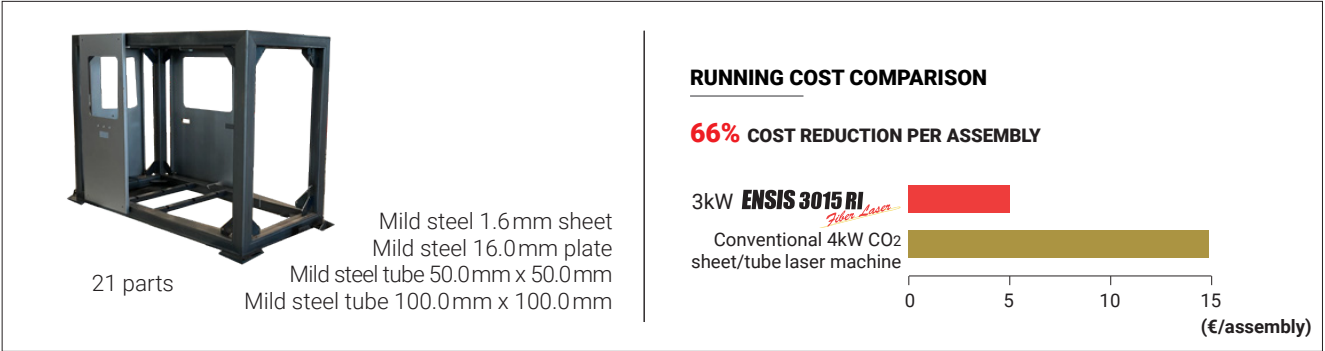 21 parts
Mild steel 1.6mm sheet
Mild steel 16.0mm plate
Mild steel tube 50.0mm x 50.0mm
Mild steel tube 100.0mm x 100.0mm
RUNNING COST COMPARISON
66% COST REDUCTION PER ASSEMBLY
3kW ENSIS 3015 RI
Fiber Laser
Conventional 4kW CO2
sheet/tube laser machine
0 5 10 15
(€/assembly)